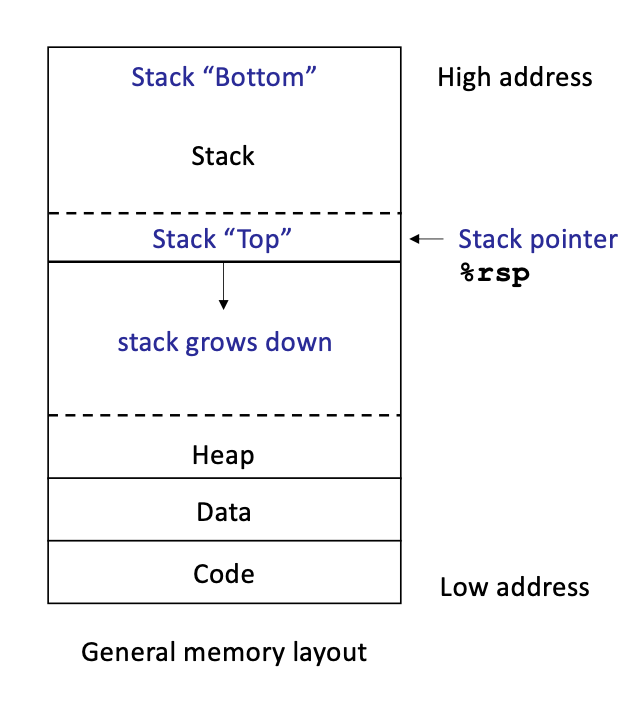 Stack “Bottom”
High address
Stack
Stack “Top”
Stack pointer
%rsp
stack grows down
Heap
Data
Code
Low address
General memory layout